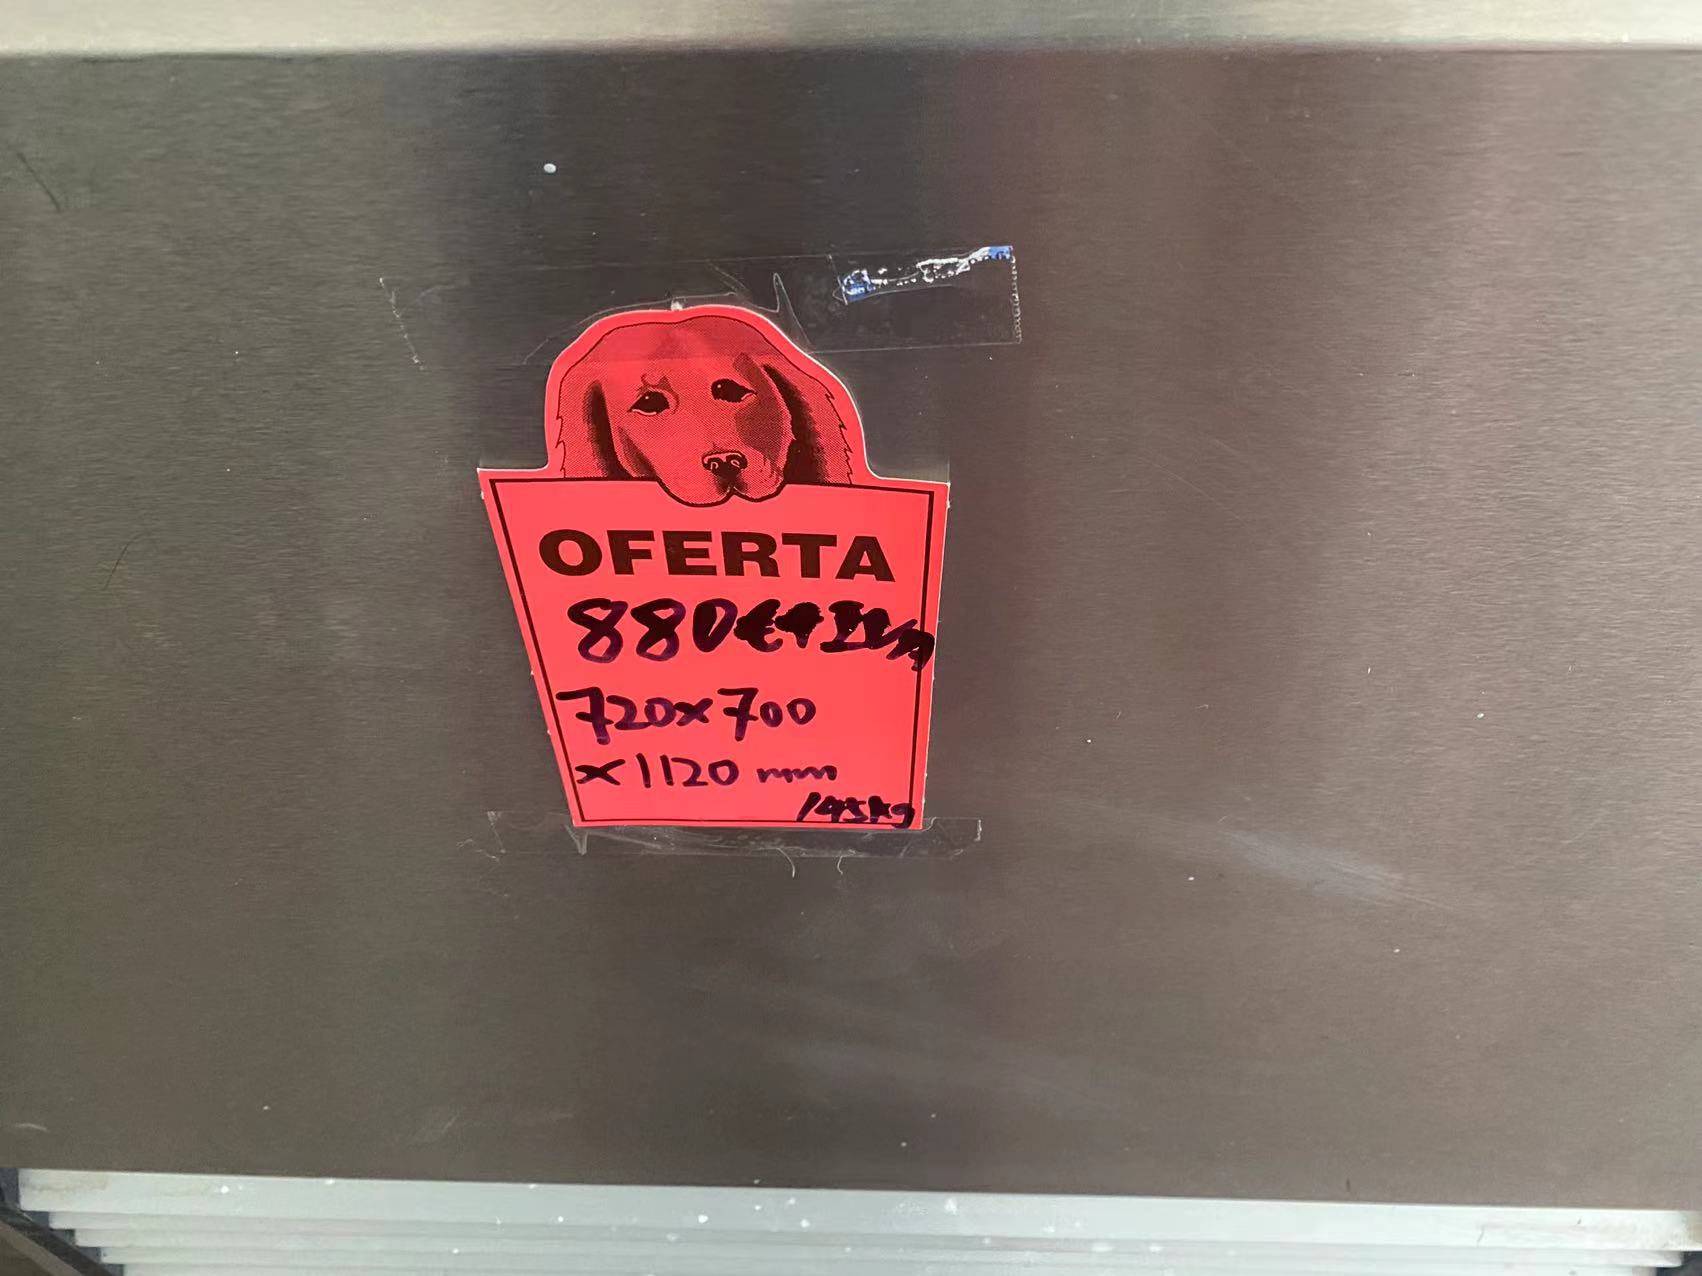 OFERTA
880€+IVA
720x700
x1120 mm
145kg